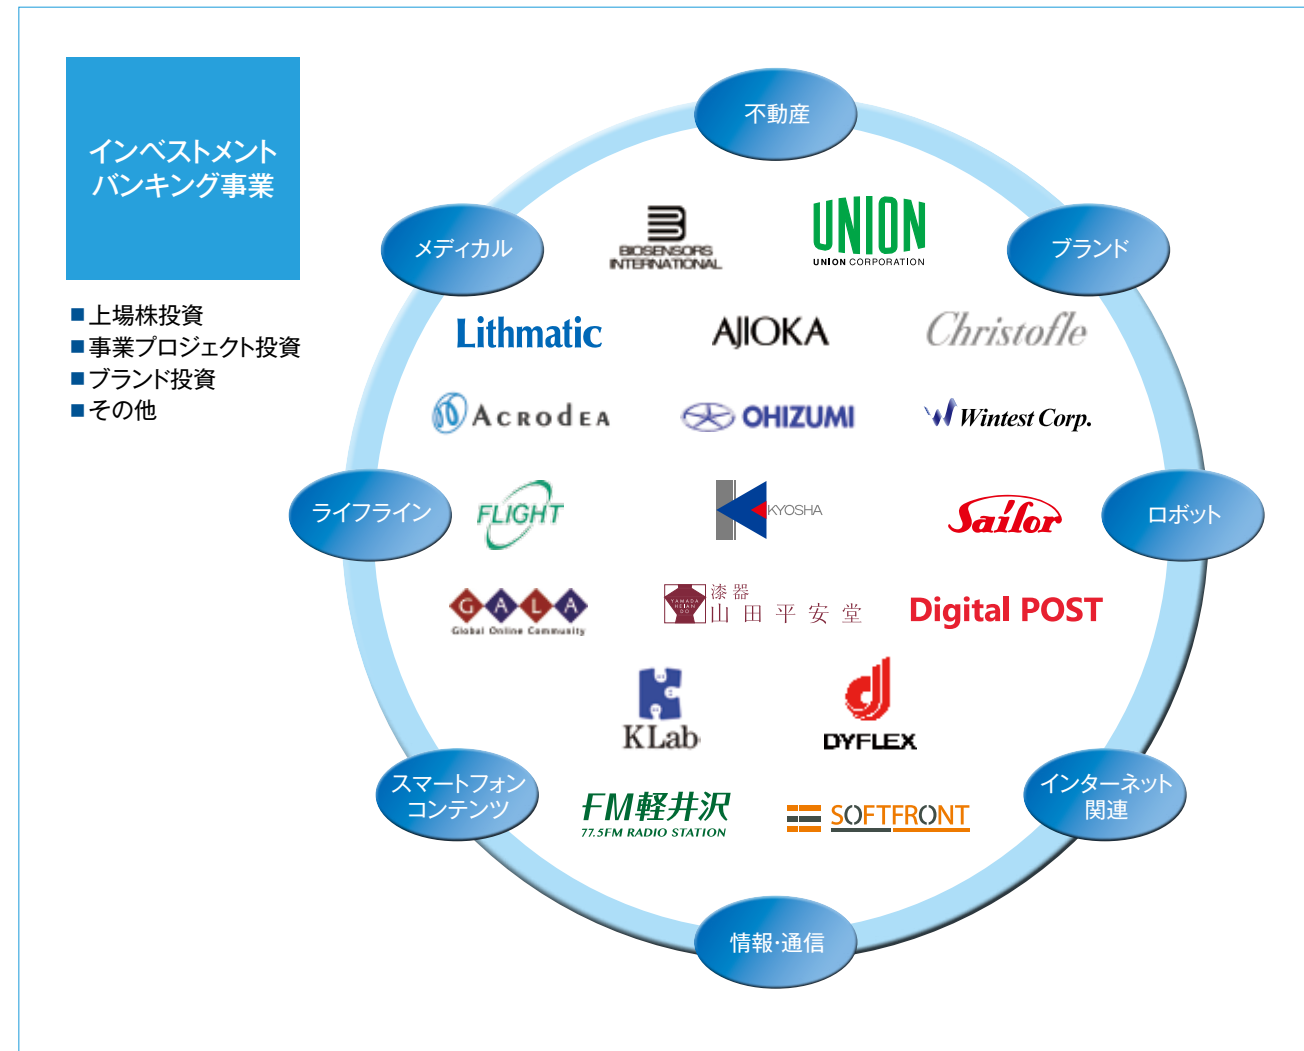 インベストメント
バンキング事業
■上場株投資
■事業プロジェクト投資
■ブランド投資
■その他
不動産
メディカル
ブランド
BIOSENSORS
INTERNATIONAL
UNION
UNION CORPORATION
Lithmatic
AJIOKA
Christofle
ACRODEA
OHIZUMI
Wintest Corp.
ライフライン
FLIGHT
KYOSHA
Sailor
ロボット
GALA
Global Online Community
YAMADA
HEIAN
DO
漆器
山田平安堂
Digital POST
KLab
DYFLEX
スマートフォン
コンテンツ
FM軽井沢
77.5FM RADIO STATION
SOFTFRONT
インターネット
関連
情報・通信